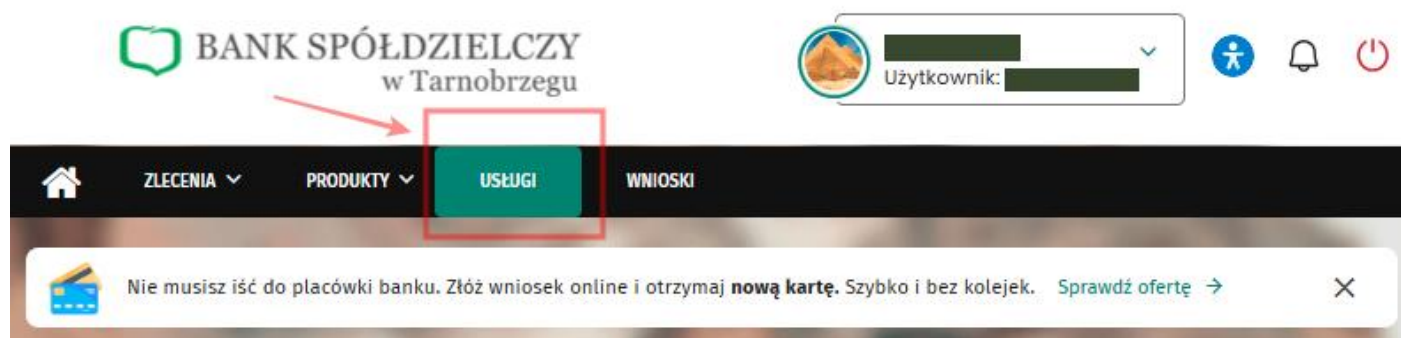 BANK SPÓŁDZIELCZY
w Tarnobrzegu
Użytkownik:
ZLECENIA
PRODUKTY
USŁUGI
WNIOSKI
Nie musisz iść do placówki banku. Złóż wniosek online i otrzymaj nową kartę. Szybko i bez kolejek. Sprawdź ofertę →